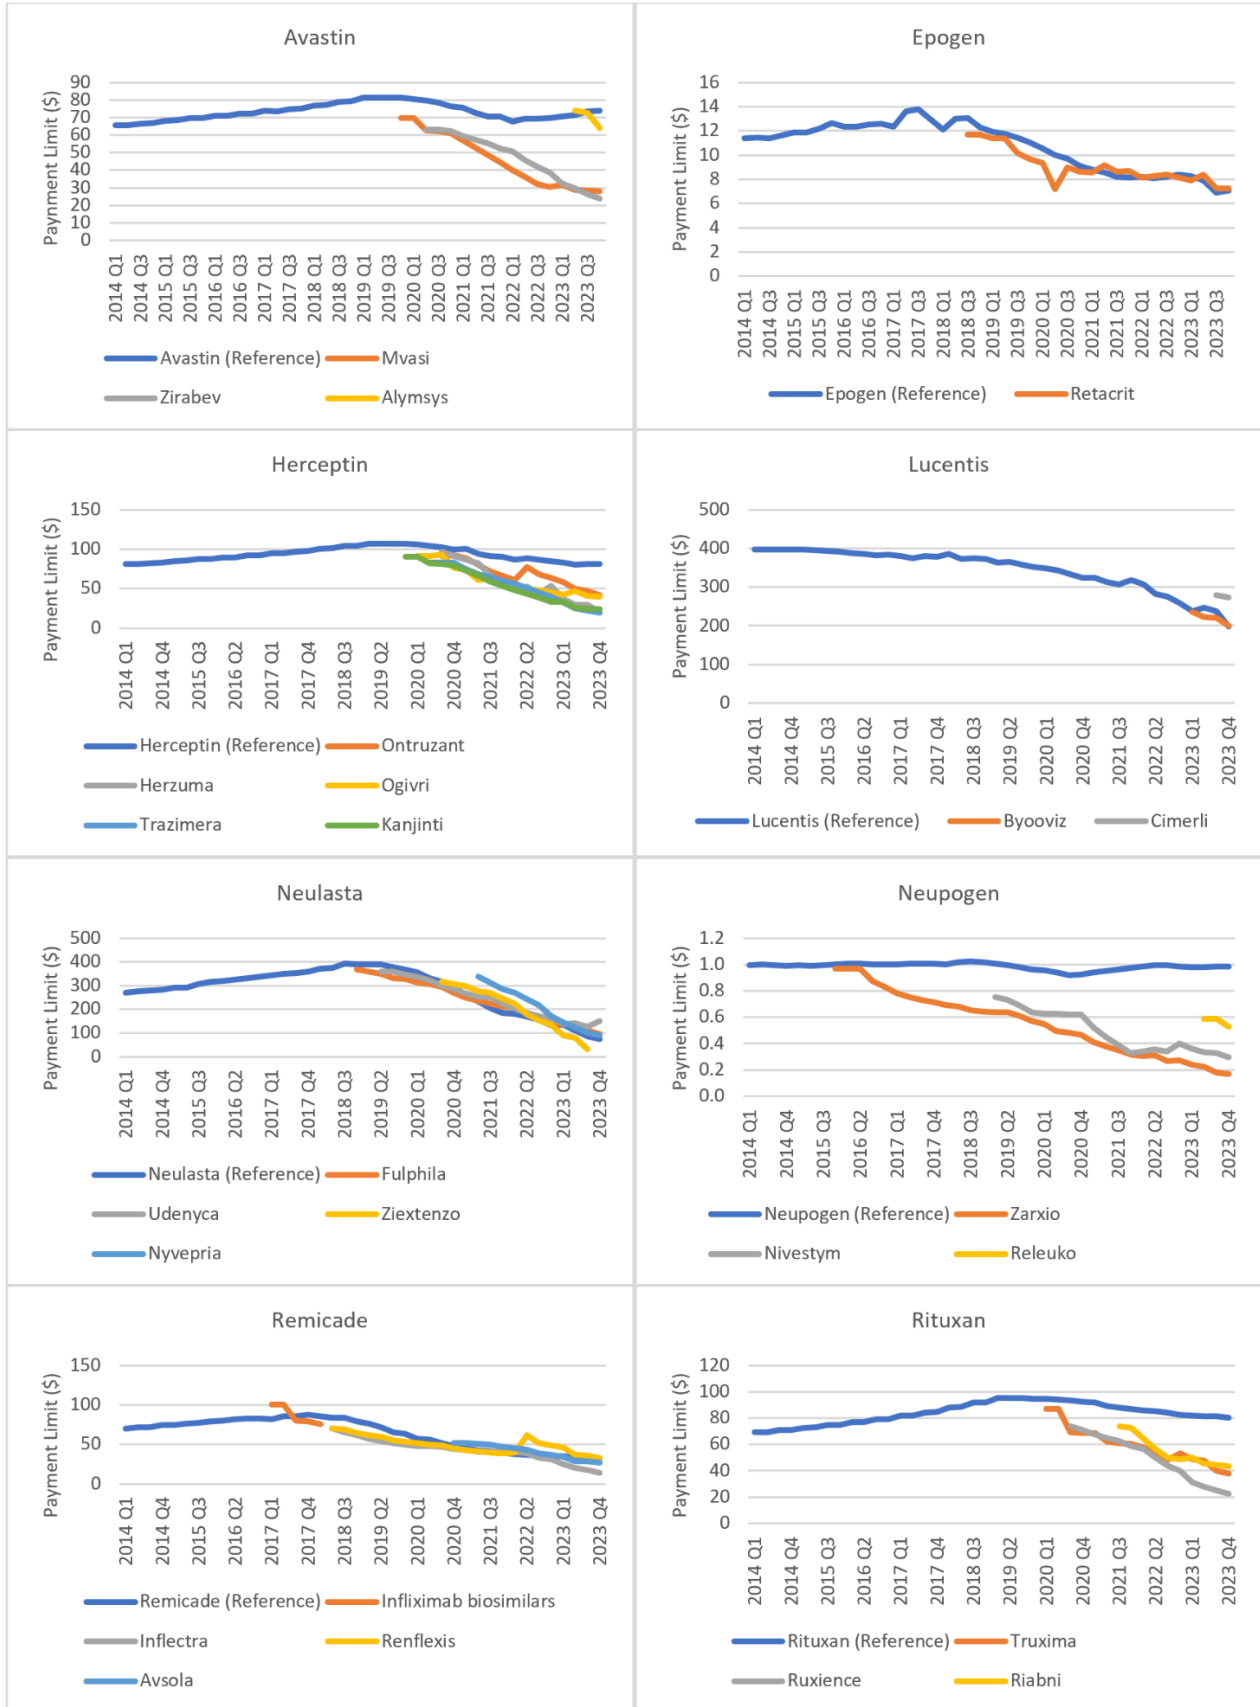 Avastin
Paynment Limit ($)
90
80
70
60
50
40
30
20
10
0
2014 Q1
2014 Q3
2015 Q1
2015 Q3
2016 Q1
2016 Q3
2017 Q1
2017 Q3
2018 Q1
2018 Q3
2019 Q1
2019 Q3
2020 Q1
2020 Q3
2021 Q1
2021 Q3
2022 Q1
2022 Q3
2023 Q1
2023 Q3
Avastin (Reference) Mvasi
Zirabev Alymsys
Epogen
Payment Limit ($)
16
14
12
10
8
6
4
2
0
2014 Q1
2014 Q3
2015 Q1
2015 Q3
2016 Q1
2016 Q3
2017 Q1
2017 Q3
2018 Q1
2018 Q3
2019 Q1
2019 Q3
2020 Q1
2020 Q3
2021 Q1
2021 Q3
2022 Q1
2022 Q3
2023 Q1
2023 Q3
Epogen (Reference) Retacrit
Herceptin
Payment Limit ($)
150
100
50
0
2014 Q1
2014 Q4
2015 Q3
2016 Q2
2017 Q1
2017 Q4
2018 Q3
2019 Q2
2020 Q1
2020 Q4
2021 Q3
2022 Q2
2023 Q1
2023 Q4
Herceptin (Reference) Ontruzant
Herzuma Ogivri
Trazimera Kanjinti
Lucentis
Payment Limit ($)
500
400
300
200
100
0
2014 Q1
2014 Q4
2015 Q3
2016 Q2
2017 Q1
2017 Q4
2018 Q3
2019 Q2
2020 Q1
2020 Q4
2021 Q3
2022 Q2
2023 Q1
2023 Q4
Lucentis (Reference) Byooviz Cimerli
Neulasta
Payment Limit ($)
500
400
300
200
100
0
2014 Q1
2014 Q4
2015 Q3
2016 Q2
2017 Q1
2017 Q4
2018 Q3
2019 Q2
2020 Q1
2020 Q4
2021 Q3
2022 Q2
2023 Q1
2023 Q4
Neulasta (Reference) Fulphila
Udenyca Ziextenzo
Nyvepria
Neupogen
Payment Limit ($)
1.2
1.0
0.8
0.6
0.4
0.2
0.0
2014 Q1
2014 Q4
2015 Q3
2016 Q2
2017 Q1
2017 Q4
2018 Q3
2019 Q2
2020 Q1
2020 Q4
2021 Q3
2022 Q2
2023 Q1
2023 Q4
Neupogen (Reference) Zarxio
Nivestym Releuko
Remicade
Payment Limit ($)
150
100
50
0
2014 Q1
2014 Q4
2015 Q3
2016 Q2
2017 Q1
2017 Q4
2018 Q3
2019 Q2
2020 Q1
2020 Q4
2021 Q3
2022 Q2
2023 Q1
2023 Q4
Remicade (Reference) Infliximab biosimilars
Inflectra Renflexis
Avsola
Rituxan
Payment Limit ($)
120
100
80
60
40
20
0
2014 Q1
2014 Q4
2015 Q3
2016 Q2
2017 Q1
2017 Q4
2018 Q3
2019 Q2
2020 Q1
2020 Q4
2021 Q3
2022 Q2
2023 Q1
2023 Q4
Rituxan (Reference) Truxima
Ruxience Riabni